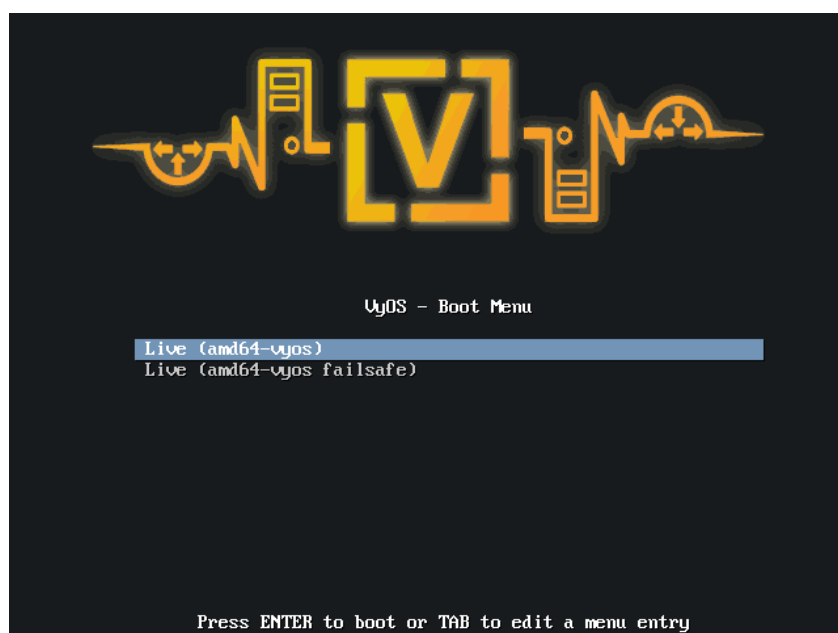 V
VyOS - Boot Menu
Live (amd64-vyos)
Live (amd64-vyos failsafe)
Press ENTER to boot or TAB to edit a menu entry